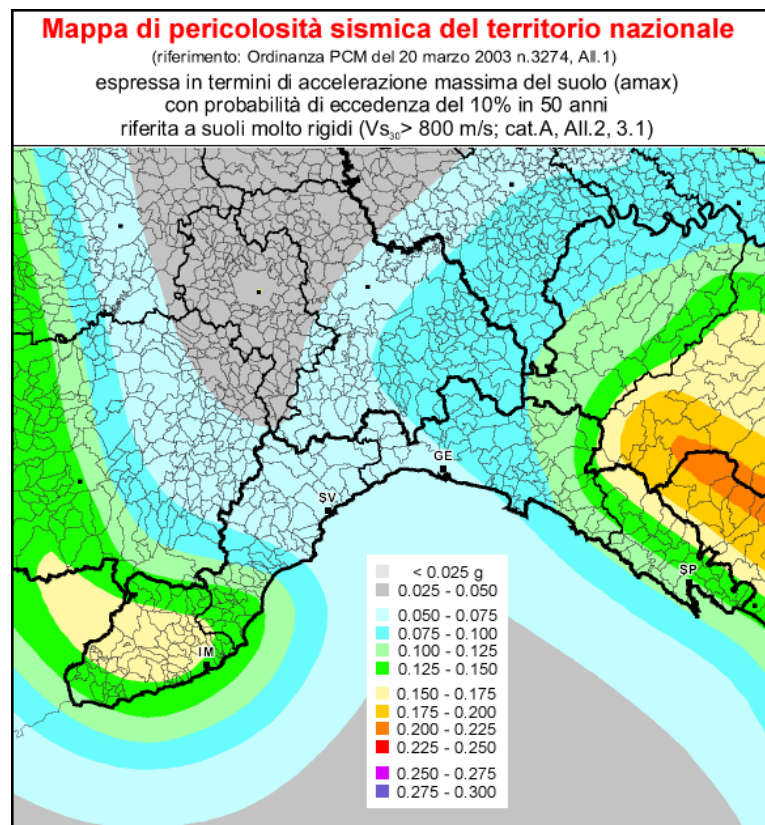 Mappa di pericolosità sismica del territorio nazionale
(riferimento: Ordinanza PCM del 20 marzo 2003 n.3274, All.1)
espressa in termini di accelerazione massima del suolo (amax)
con probabilità di eccedenza del 10% in 50 anni
riferita a suoli molto rigidi (Vs₃₀> 800 m/s; cat.A, All.2, 3.1)
GE
SV
SP
IM
< 0.025 g
0.025 - 0.050
0.050 - 0.075
0.075 - 0.100
0.100 - 0.125
0.125 - 0.150
0.150 - 0.175
0.175 - 0.200
0.200 - 0.225
0.225 - 0.250
0.250 - 0.275
0.275 - 0.300